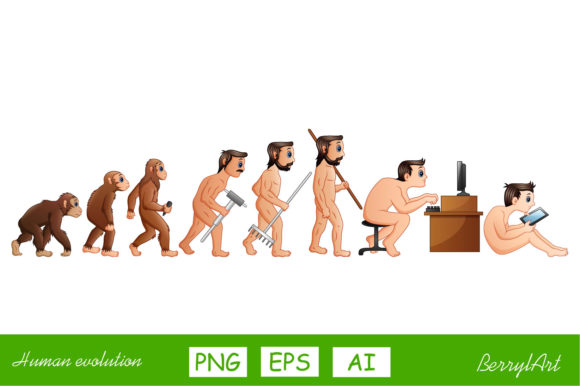 Human evolution
PNG
EPS
AI
BerrylArt